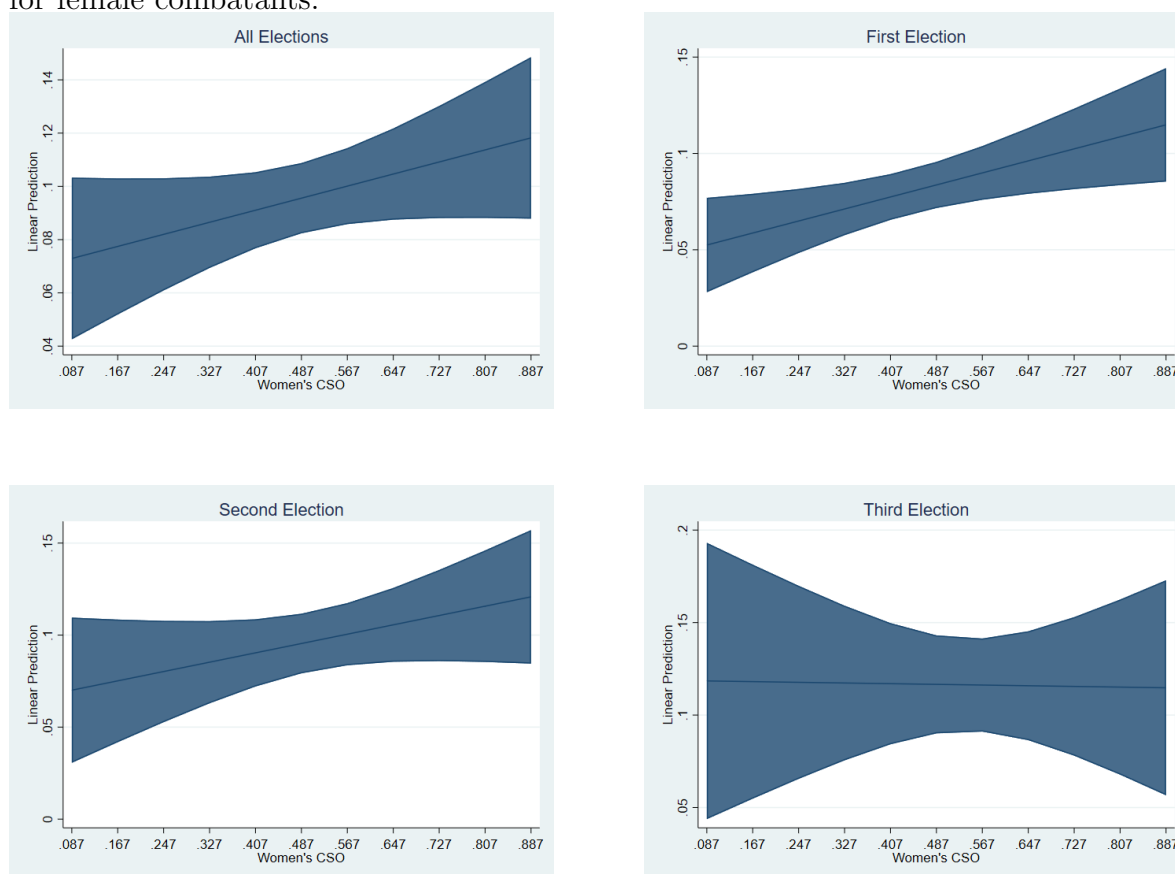 for female combatants.
All Elections
Linear Prediction
.14
.12
.1
.08
.06
.04
.087 .167 .247 .327 .407 .487 .567 .647 .727 .807 .887
Women's CSO
First Election
Linear Prediction
.15
.1
.05
0
.087 .167 .247 .327 .407 .487 .567 .647 .727 .807 .887
Women's CSO
Second Election
Linear Prediction
.15
.1
.05
0
.087 .167 .247 .327 .407 .487 .567 .647 .727 .807 .887
Women's CSO
Third Election
Linear Prediction
.2
.15
.1
.05
.087 .167 .247 .327 .407 .487 .567 .647 .727 .807 .887
Women's CSO